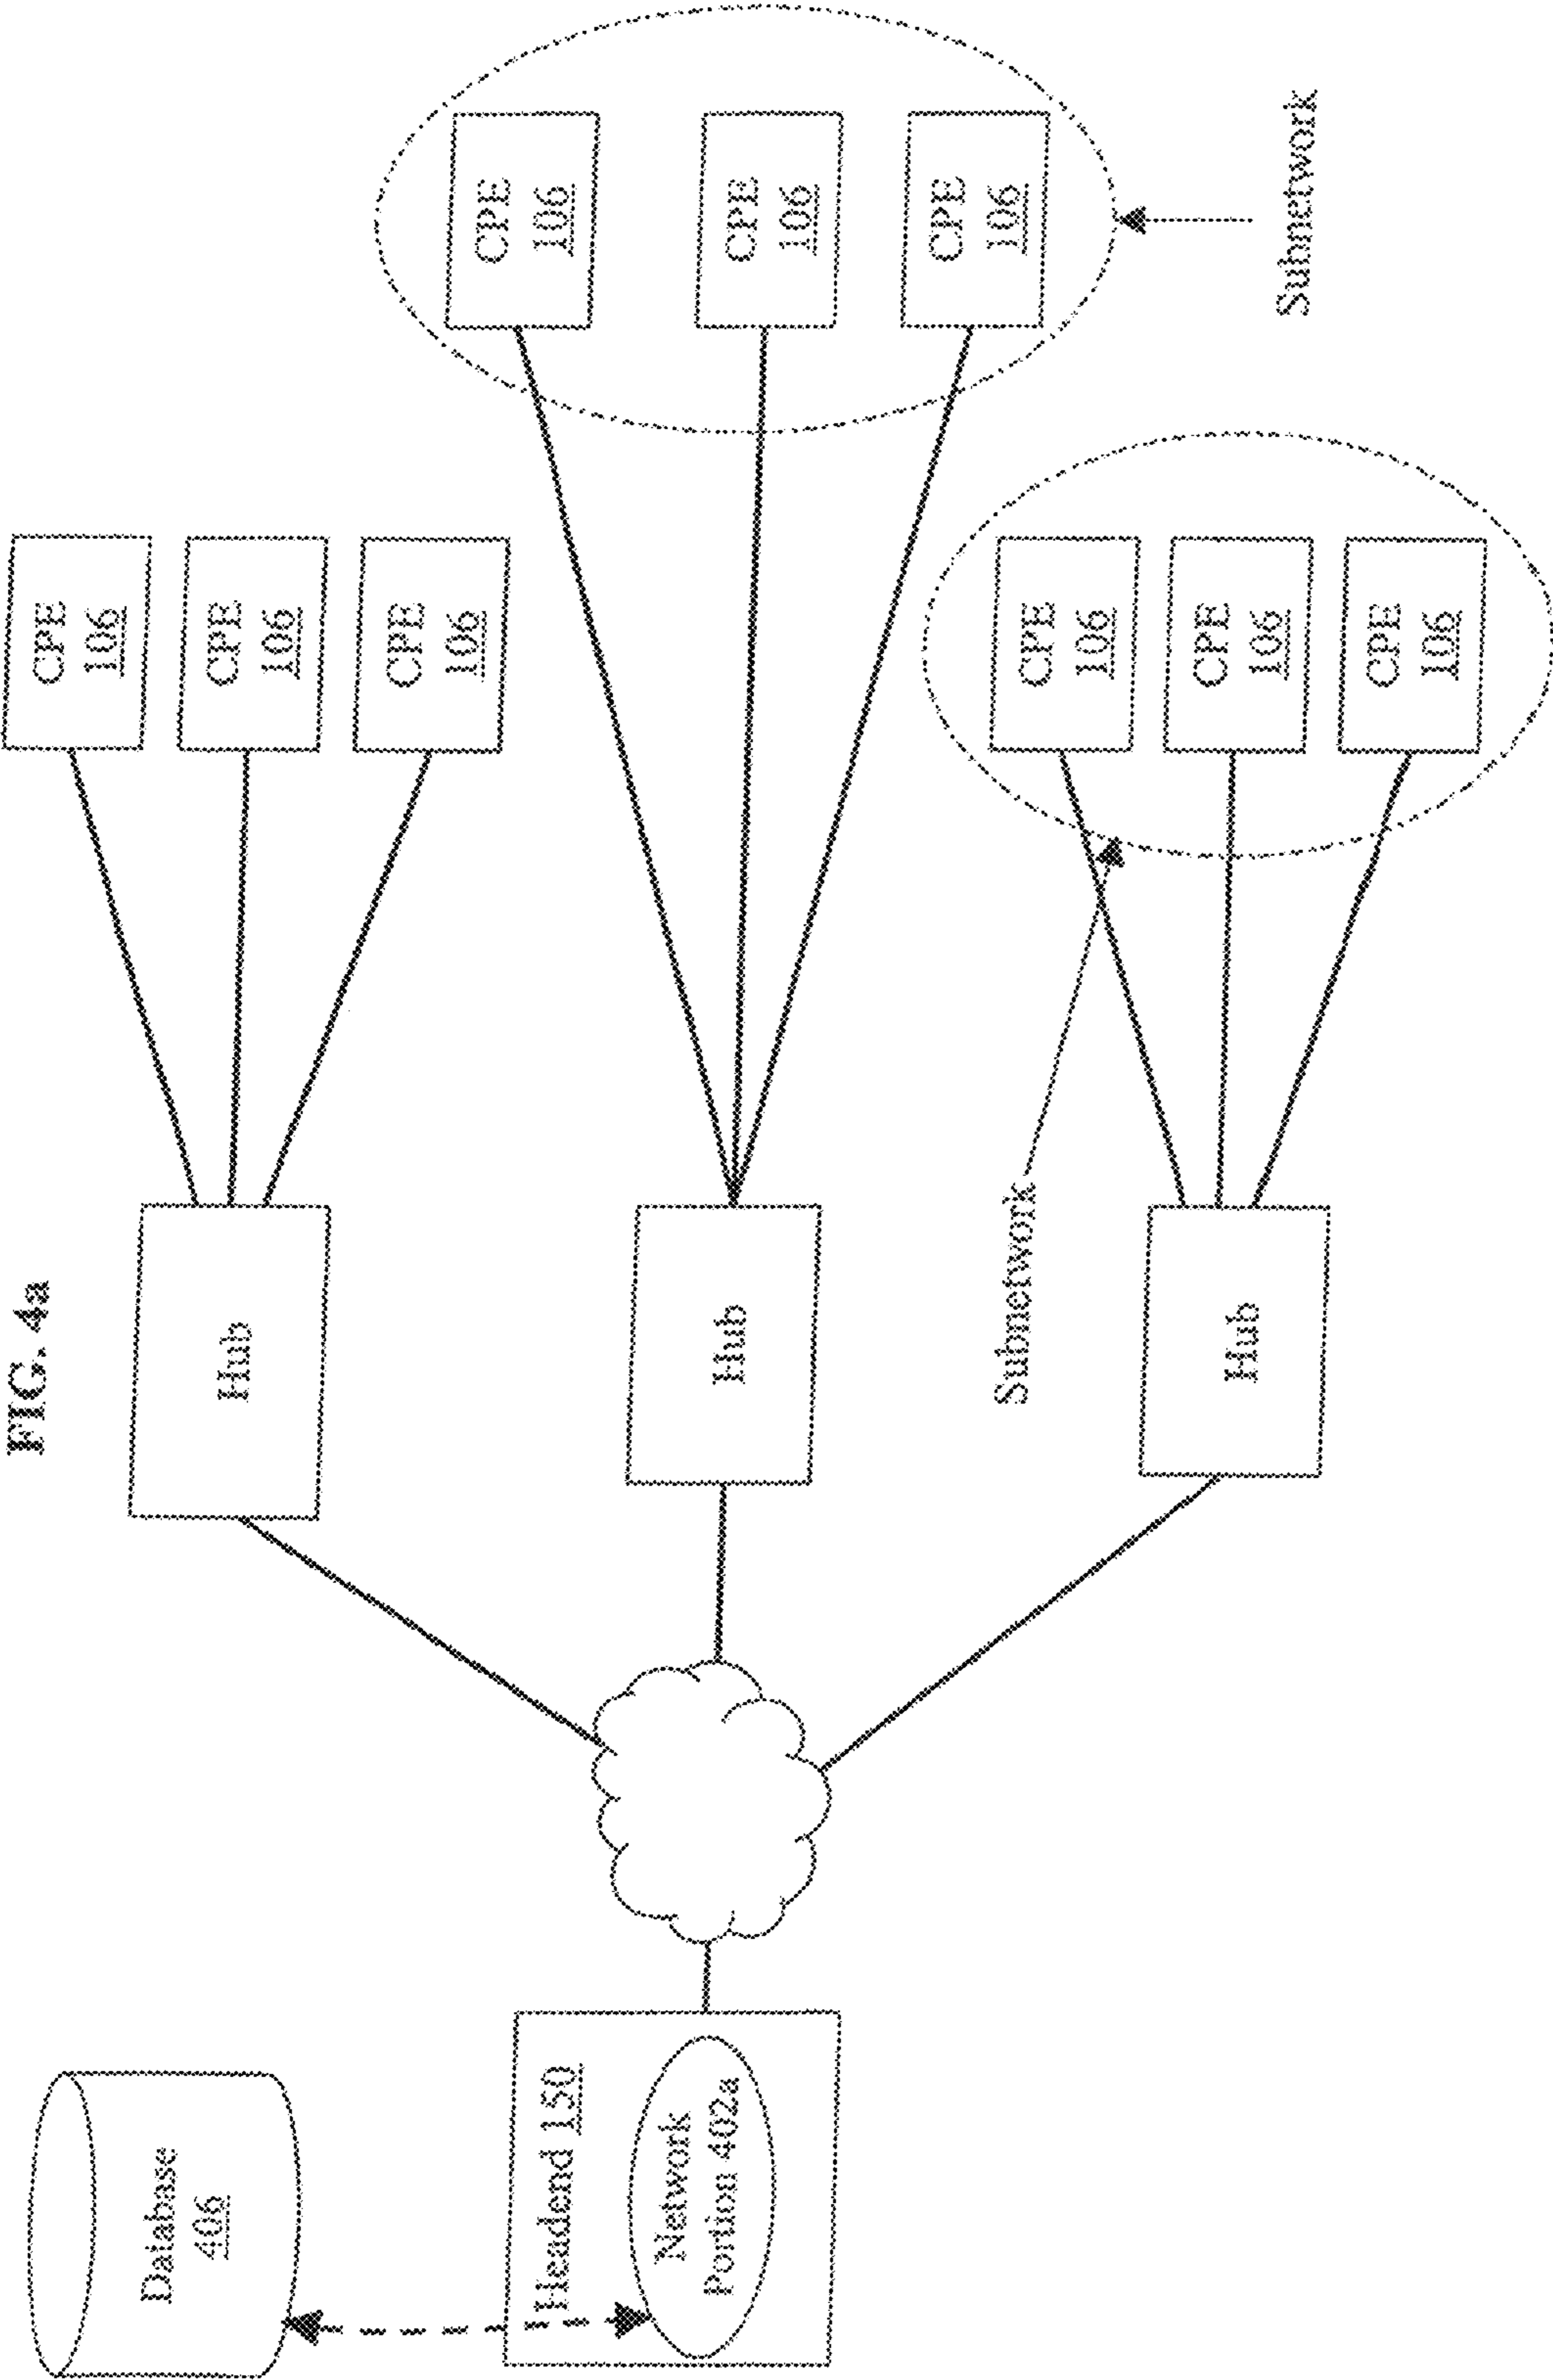 FIG. 4a
Database
406
Headend 150
Network
Portion 402a
Hub
CPE
106
CPE
106
CPE
106
Hub
CPE
106
CPE
106
CPE
106
Subnetwork
Subnetwork
Hub
CPE
106
CPE
106
CPE
106